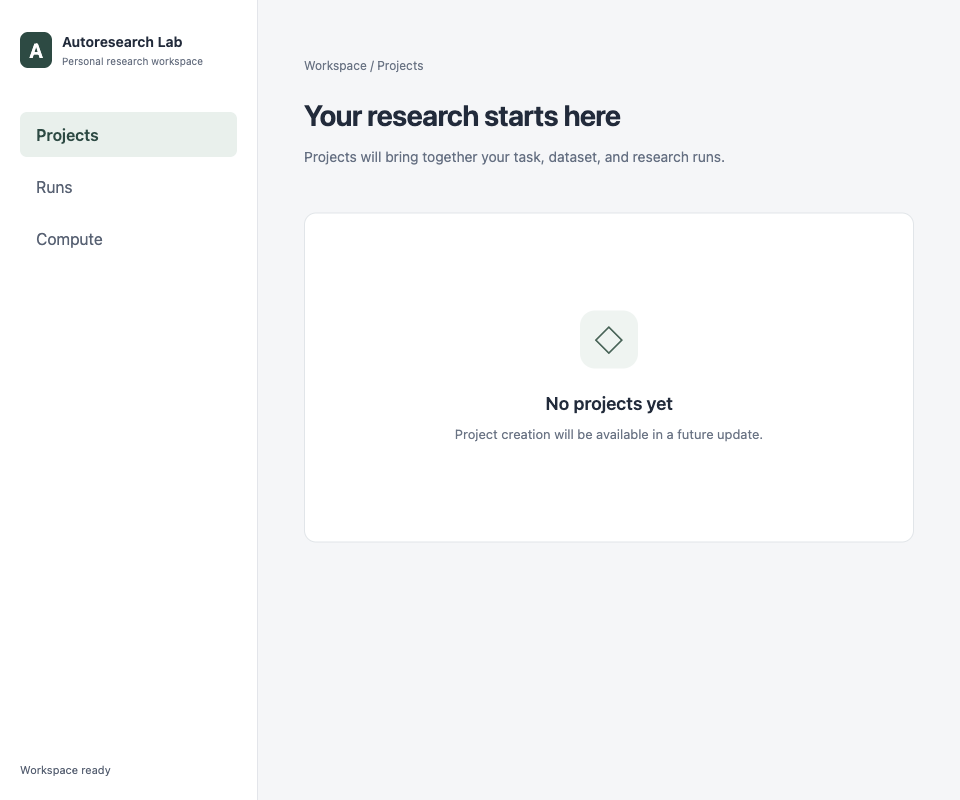 A
Autoresearch Lab
Personal research workspace
Projects
Runs
Compute
Workspace ready
Workspace / Projects
Your research starts here
Projects will bring together your task, dataset, and research runs.
No projects yet
Project creation will be available in a future update.